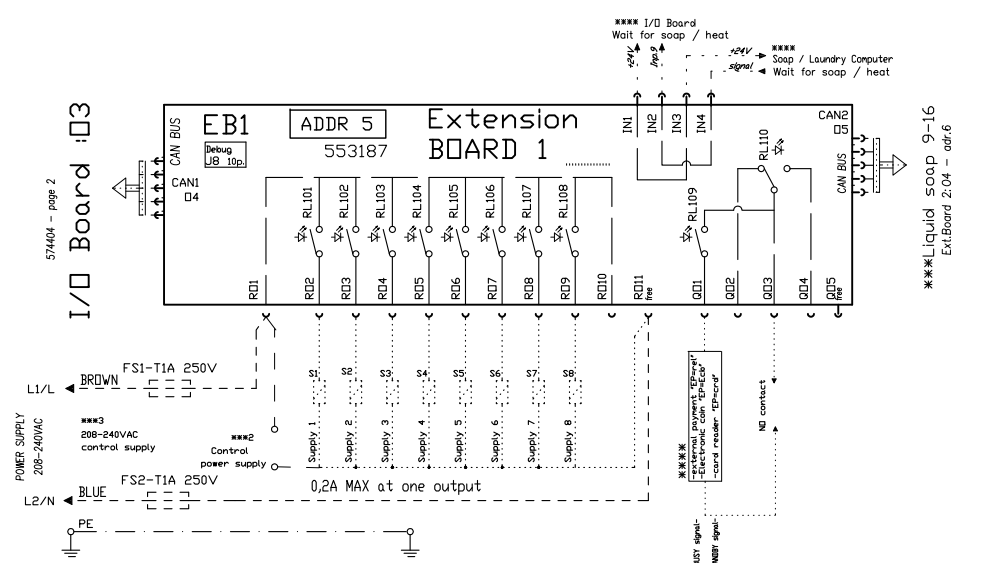 **** I/O Board
Wait for soap / heat
+24V
Inp.9
+24V
signal
****
Soap / Laundry Computer
Wait for soap / heat
574404 - page 2
I/O Board :03
CAN BUS
CAN1
04
EB1
Debug
J8 10p.
ADDR 5
553187
Extension
BOARD 1
IN1
IN2
IN3
IN4
CAN2
05
CAN BUS
***Liquid soap 9-16
Ext.Board 2:04 - adr.6
RL101
RL102
RL103
RL104
RL105
RL106
RL107
RL108
RL109
RL110
RO1
RO2
RO3
RO4
RO5
RO6
RO7
RO8
RO9
RO10
RO11
free
QO1
QO2
QO3
QO4
QO5
free
FS1-T1A 250V
L1/L
BROWN
S1
S2
S3
S4
S5
S6
S7
S8
Supply 1
Supply 2
Supply 3
Supply 4
Supply 5
Supply 6
Supply 7
Supply 8
POWER SUPPLY
208-240VAC
***3
208-240VAC
control supply
***2
Control
power supply
FS2-T1A 250V
L2/N
BLUE
0,2A MAX at one output
PE
****
-external payment "EP=rel"
-Electronic coin "EP=Ecb"
-card reader "EP=crd"
NO contact
USY signal-
ANDBY signal-